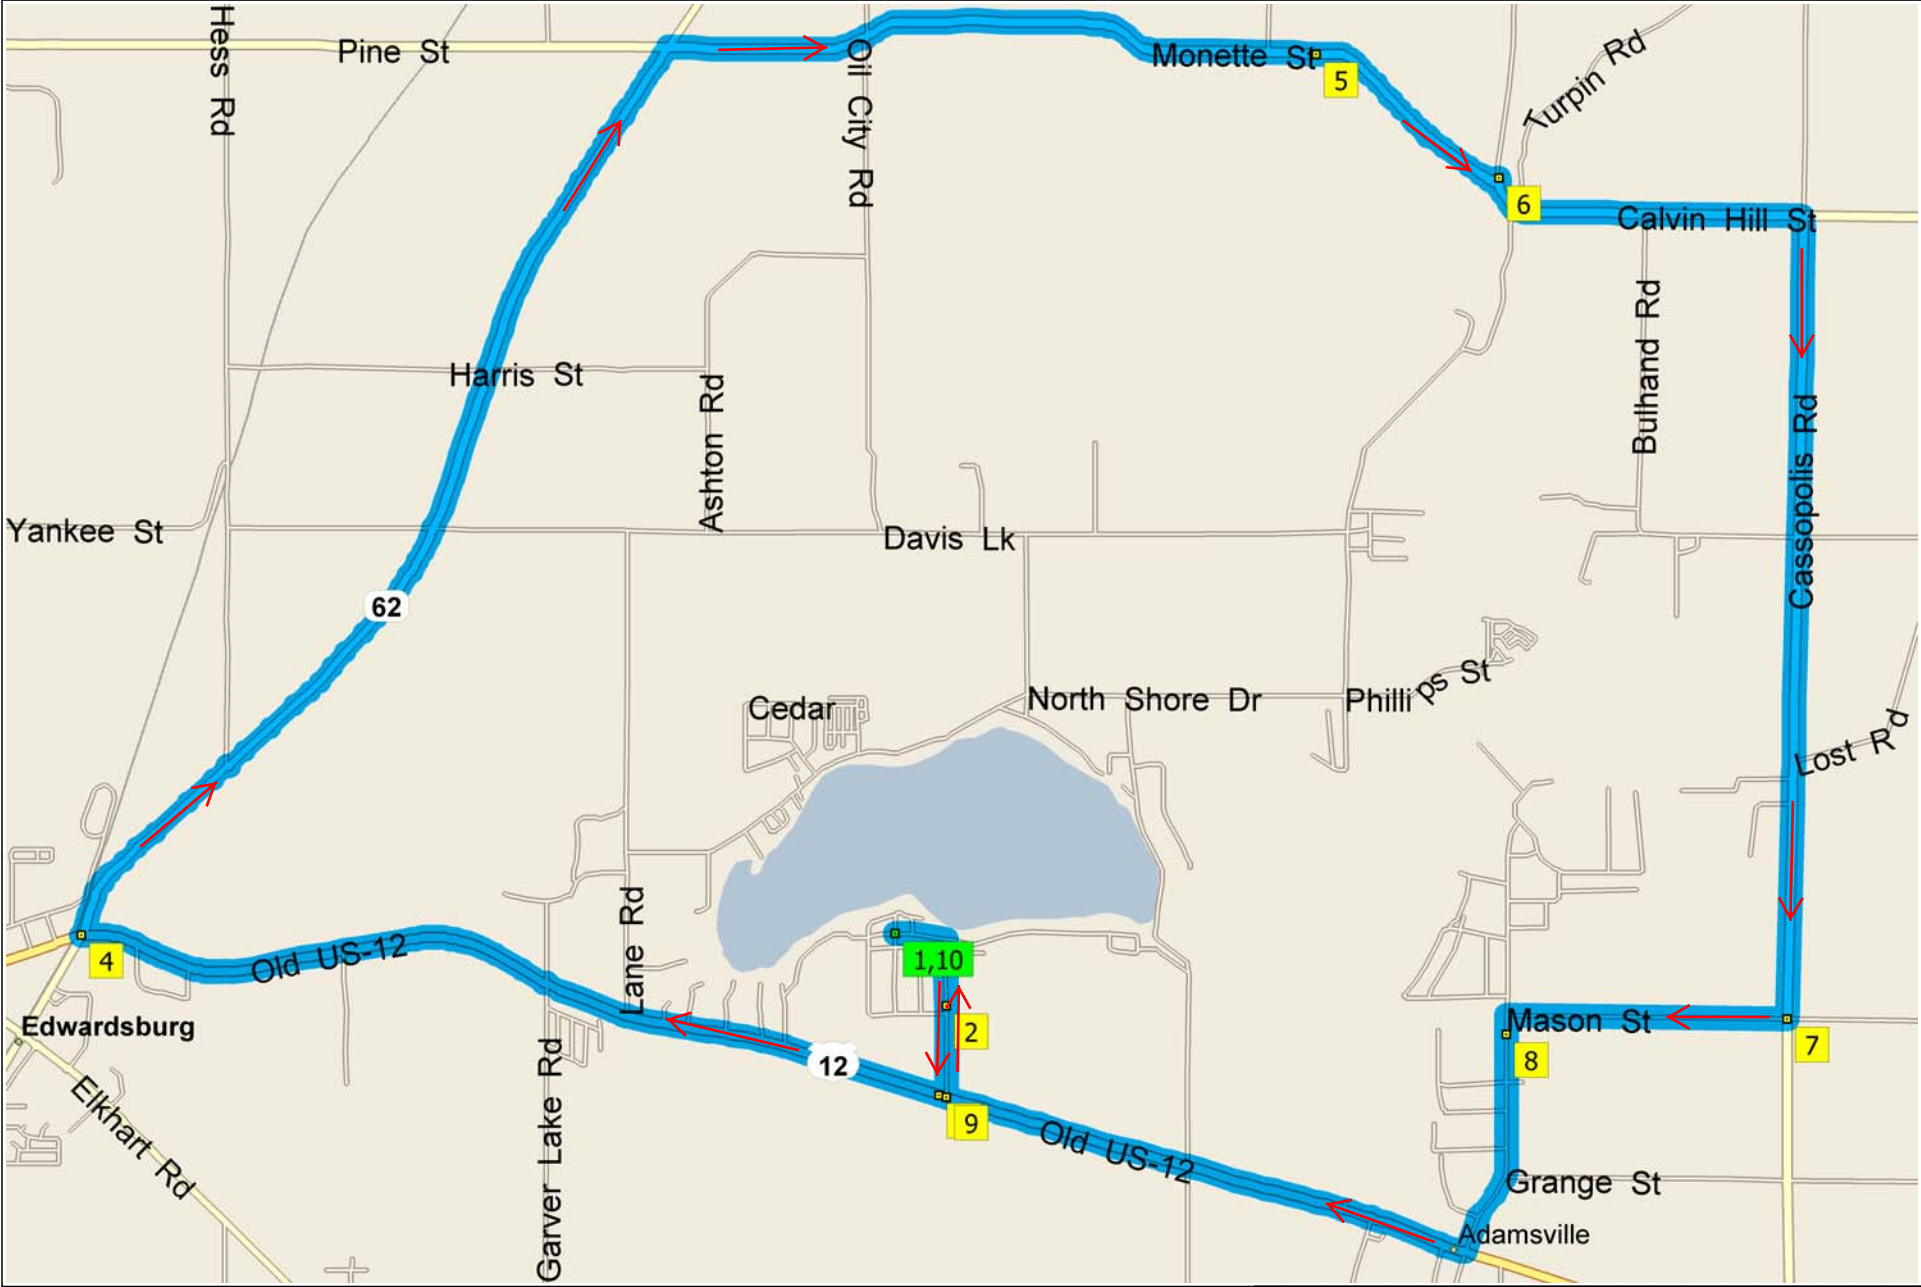 Hess Rd
Pine St
Oil City Rd
Monette St
5
Turpin Rd
6
Calvin Hill St
Bulhand Rd
Harris St
Ashton Rd
Cassopolis Rd
Yankee St
Davis Lk
62
Cedar
North Shore Dr
Phillips St
Lost Rd
Lane Rd
4
Old US-12
1,10
2
Edwardsburg
Mason St
7
8
12
Elkhart Rd
Garver Lake Rd
9
Old US-12
Grange St
Adamsville